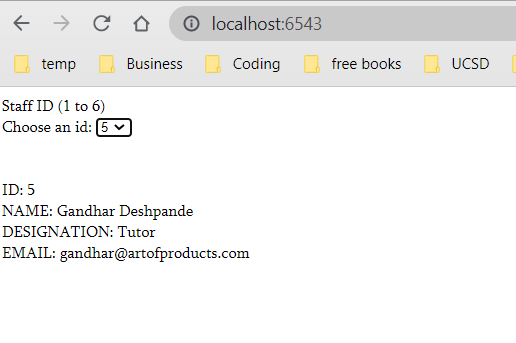 localhost:6543
temp Business Coding free books UCSD
Staff ID (1 to 6)
Choose an id: 5
ID: 5
NAME: Gandhar Deshpande
DESIGNATION: Tutor
EMAIL: gandhar@artofproducts.com